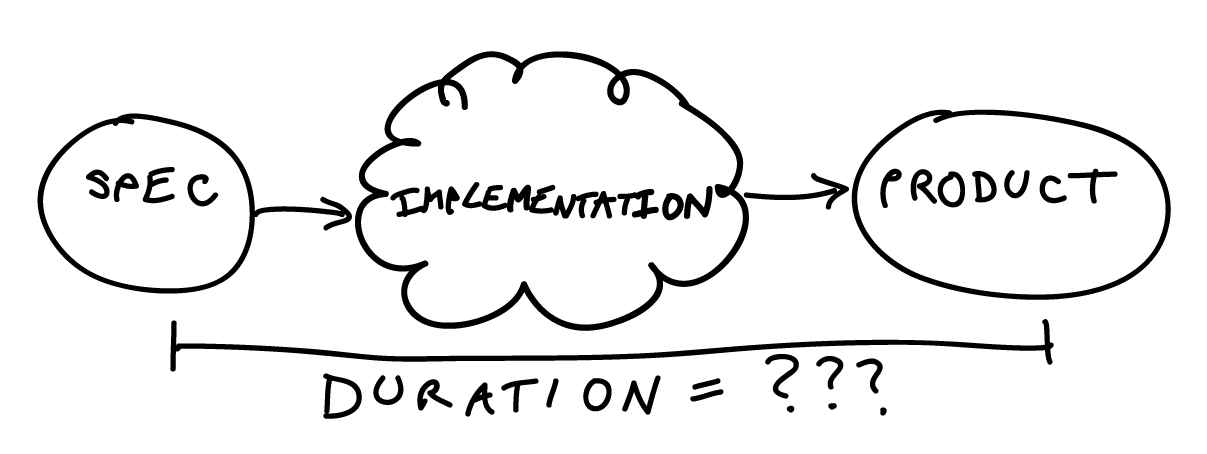 SPEC
IMPLEMENTATION
PRODUCT
DURATION = ???